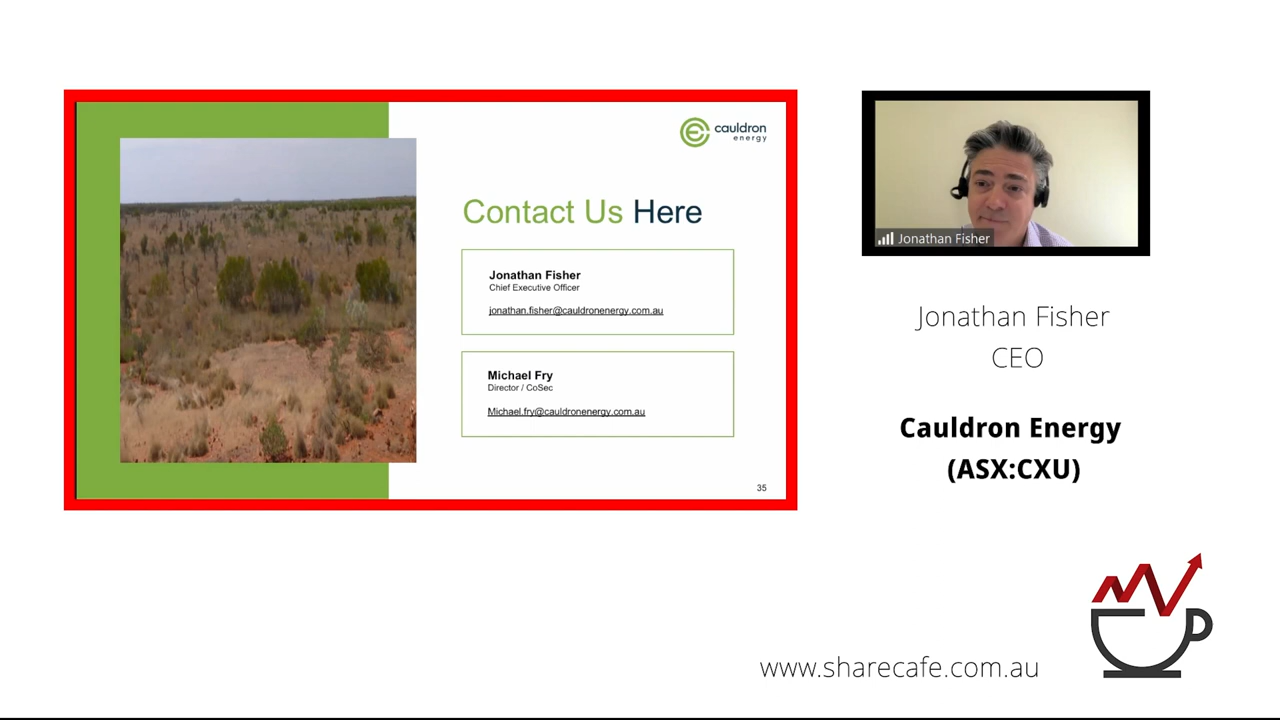 cauldron
energy
Contact Us Here
Jonathan Fisher
Chief Executive Officer
jonathan.fisher@cauldronenergy.com.au
Michael Fry
Director / CoSec
Michael.fry@cauldronenergy.com.au
35
Jonathan Fisher
Jonathan Fisher
CEO
Cauldron Energy
(ASX:CXU)
www.sharecafe.com.au